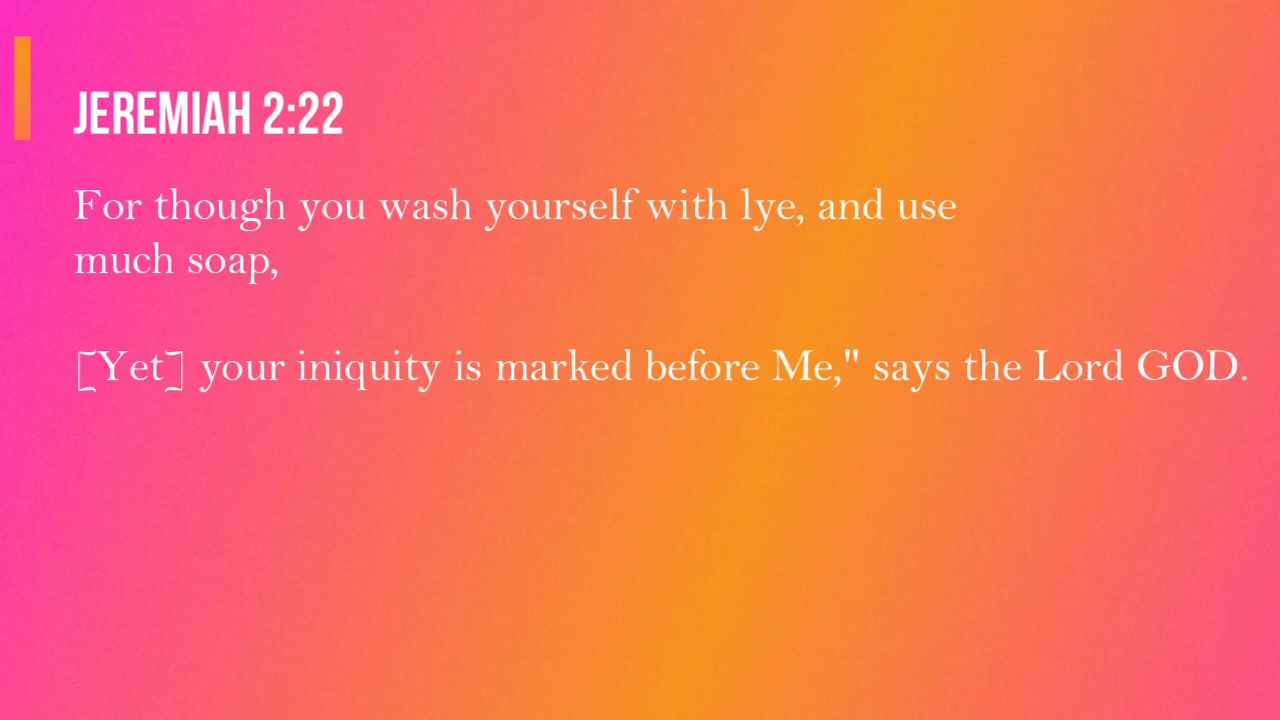 JEREMIAH 2:22
For though you wash yourself with lye, and use
much soap,
[Yet] your iniquity is marked before Me," says the Lord GOD.